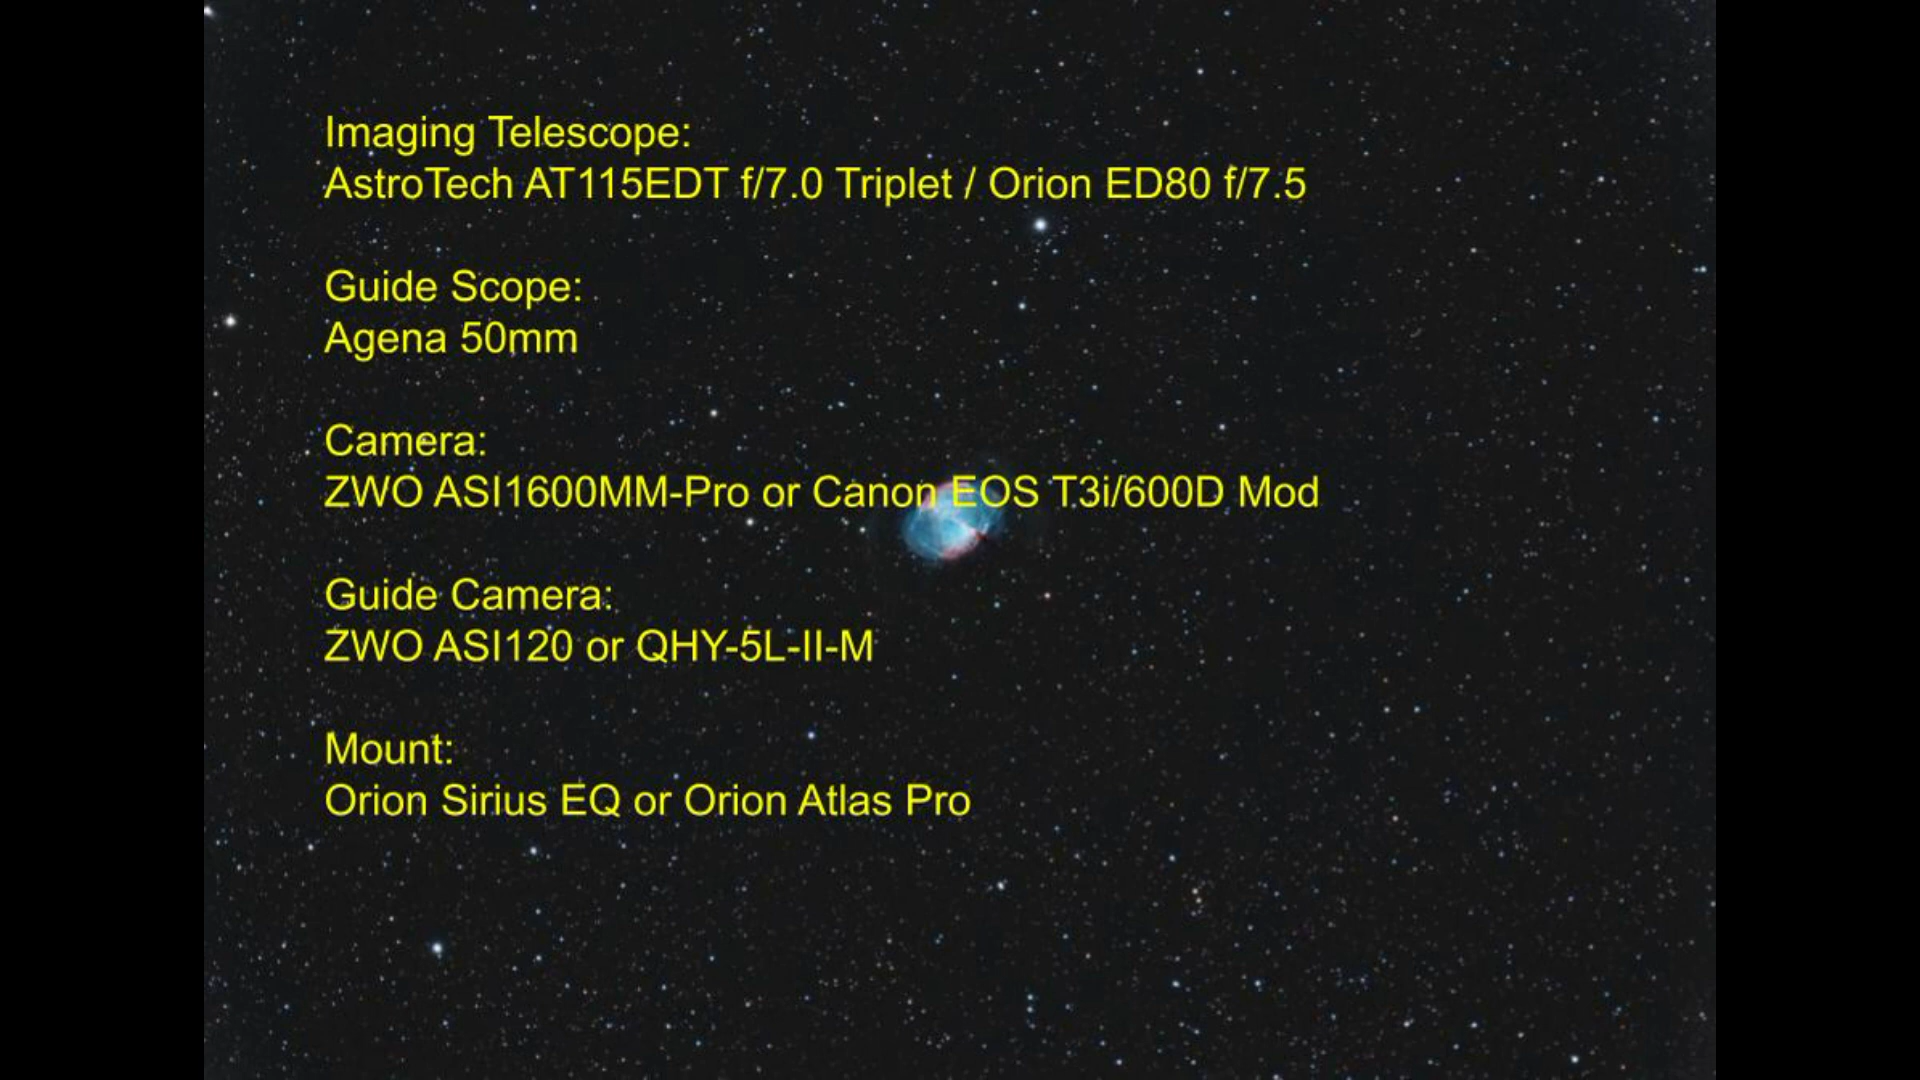 Imaging Telescope:
AstroTech AT115EDT f/7.0 Triplet / Orion ED80 f/7.5
Guide Scope:
Agena 50mm
Camera:
ZWO ASI1600MM-Pro or Canon EOS T3i/600D Mod
Guide Camera:
ZWO ASI120 or QHY-5L-II-M
Mount:
Orion Sirius EQ or Orion Atlas Pro